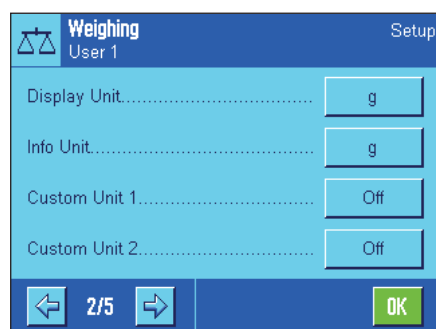 Weighing
Setup
User 1
Display Unit.................................... g
Info Unit.......................................... g
Custom Unit 1................................. Off
Custom Unit 2................................. Off
2/5
OK